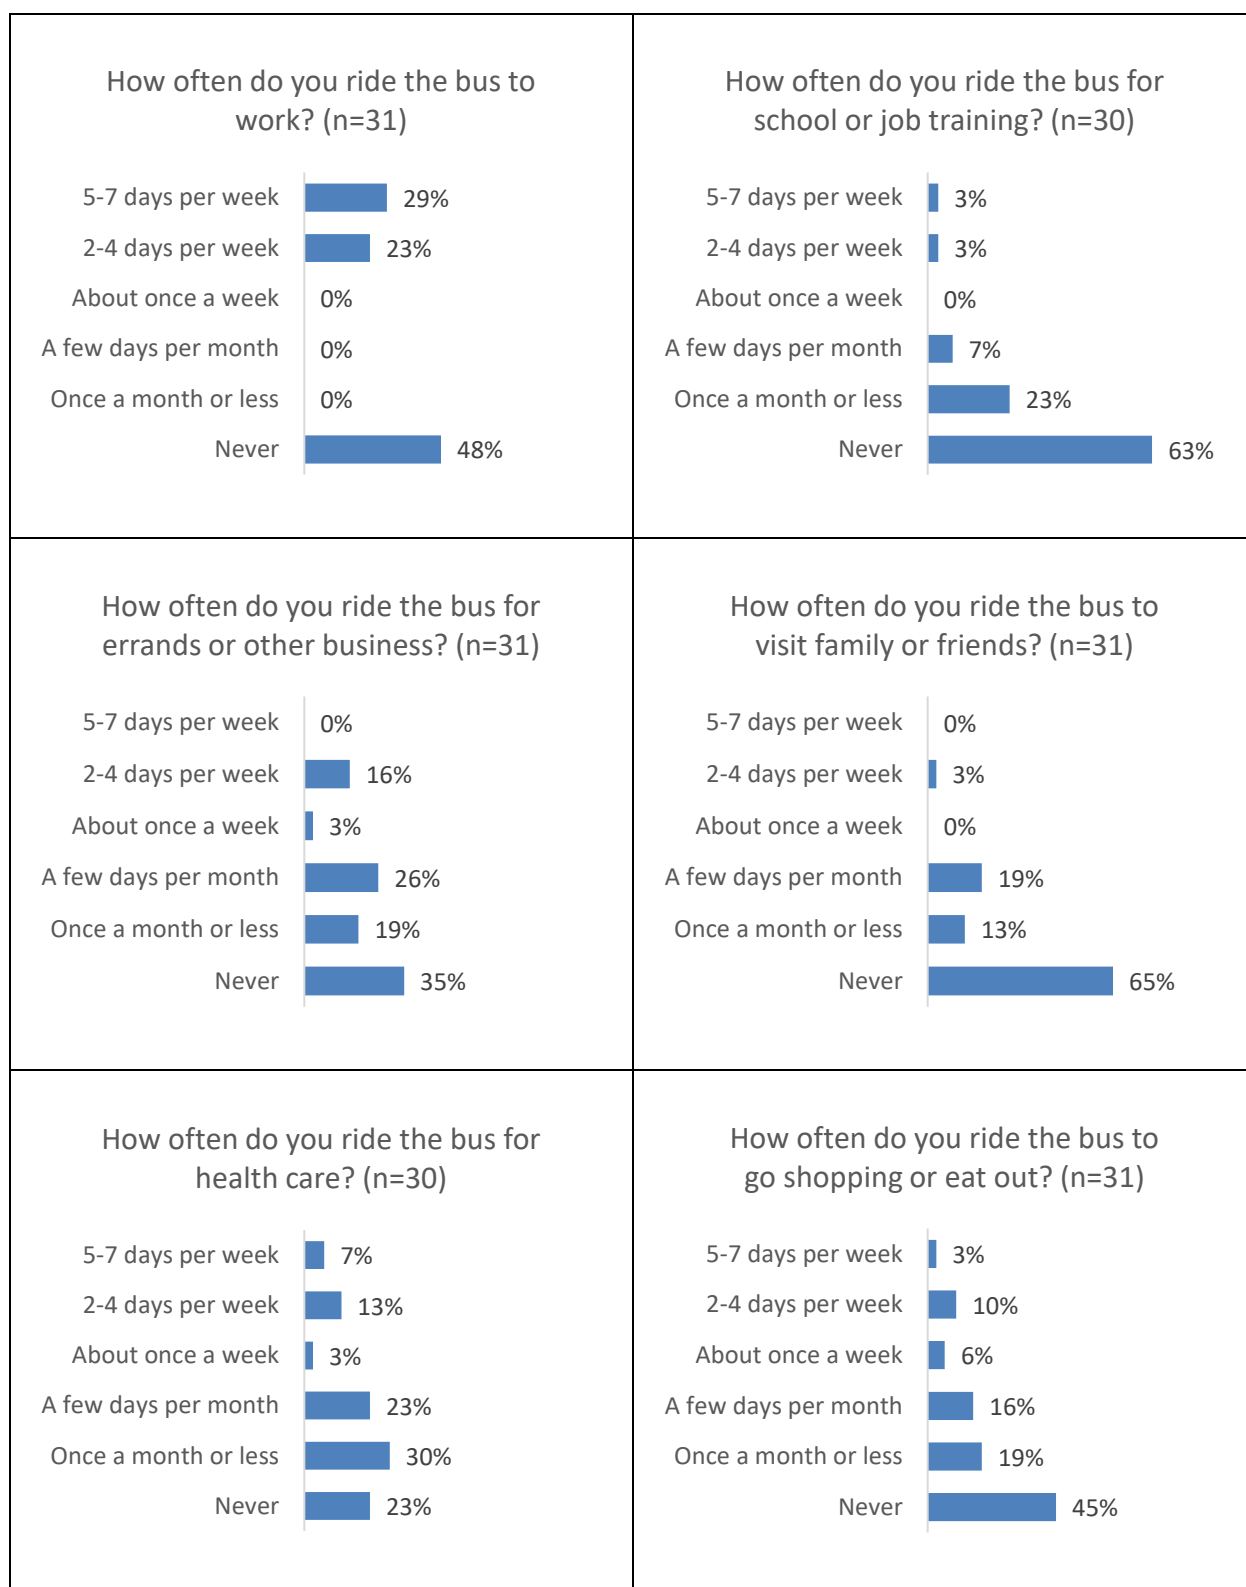 How often do you ride the bus to
work? (n=31)
5-7 days per week 29%
2-4 days per week 23%
About once a week 0%
A few days per month 0%
Once a month or less 0%
Never 48%
How often do you ride the bus for
school or job training? (n=30)
5-7 days per week 3%
2-4 days per week 3%
About once a week 0%
A few days per month 7%
Once a month or less 23%
Never 63%
How often do you ride the bus for
errands or other business? (n=31)
5-7 days per week 0%
2-4 days per week 16%
About once a week 3%
A few days per month 26%
Once a month or less 19%
Never 35%
How often do you ride the bus to
visit family or friends? (n=31)
5-7 days per week 0%
2-4 days per week 3%
About once a week 0%
A few days per month 19%
Once a month or less 13%
Never 65%
How often do you ride the bus for
health care? (n=30)
5-7 days per week 7%
2-4 days per week 13%
About once a week 3%
A few days per month 23%
Once a month or less 30%
Never 23%
How often do you ride the bus to
go shopping or eat out? (n=31)
5-7 days per week 3%
2-4 days per week 10%
About once a week 6%
A few days per month 16%
Once a month or less 19%
Never 45%